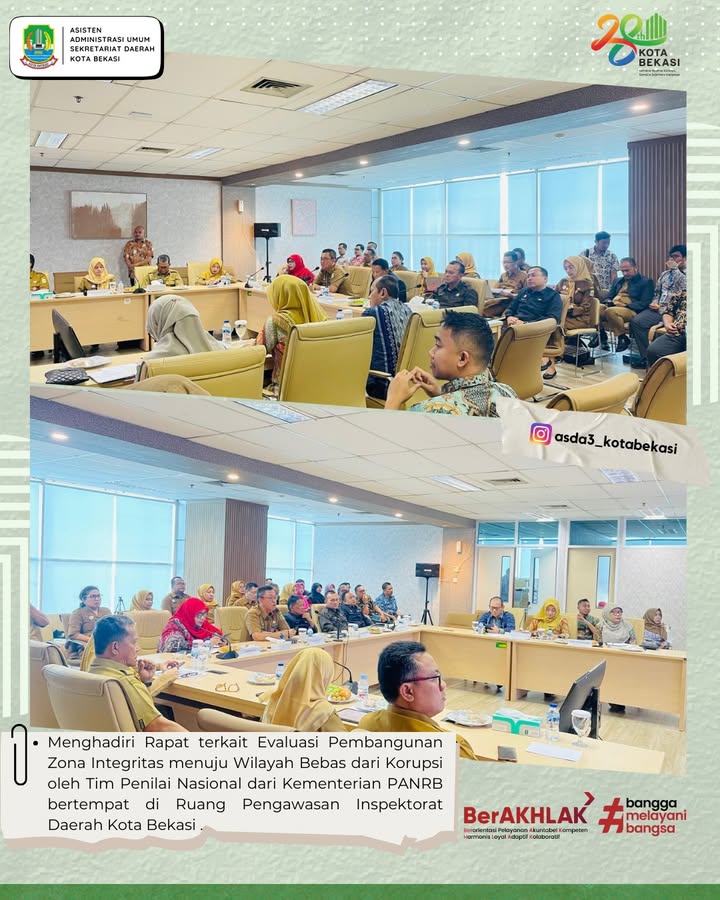 ASISTEN
ADMINISTRASI UMUM
SEKRETARIAT DAERAH
KOTA BEKASI
28th
KOTA
BEKASI
asda3_kotabekasi
• Menghadiri Rapat terkait Evaluasi Pembangunan
Zona Integritas menuju Wilayah Bebas dari Korupsi
oleh Tim Penilai Nasional dari Kementerian PANRB
bertempat di Ruang Pengawasan Inspektorat
Daerah Kota Bekasi .
BerAKHLAK
Berorientasi Pelayanan Akuntabel Kompeten
Harmonis Loyal Adaptif Kolaboratif
#bangga
melayani
bangsa